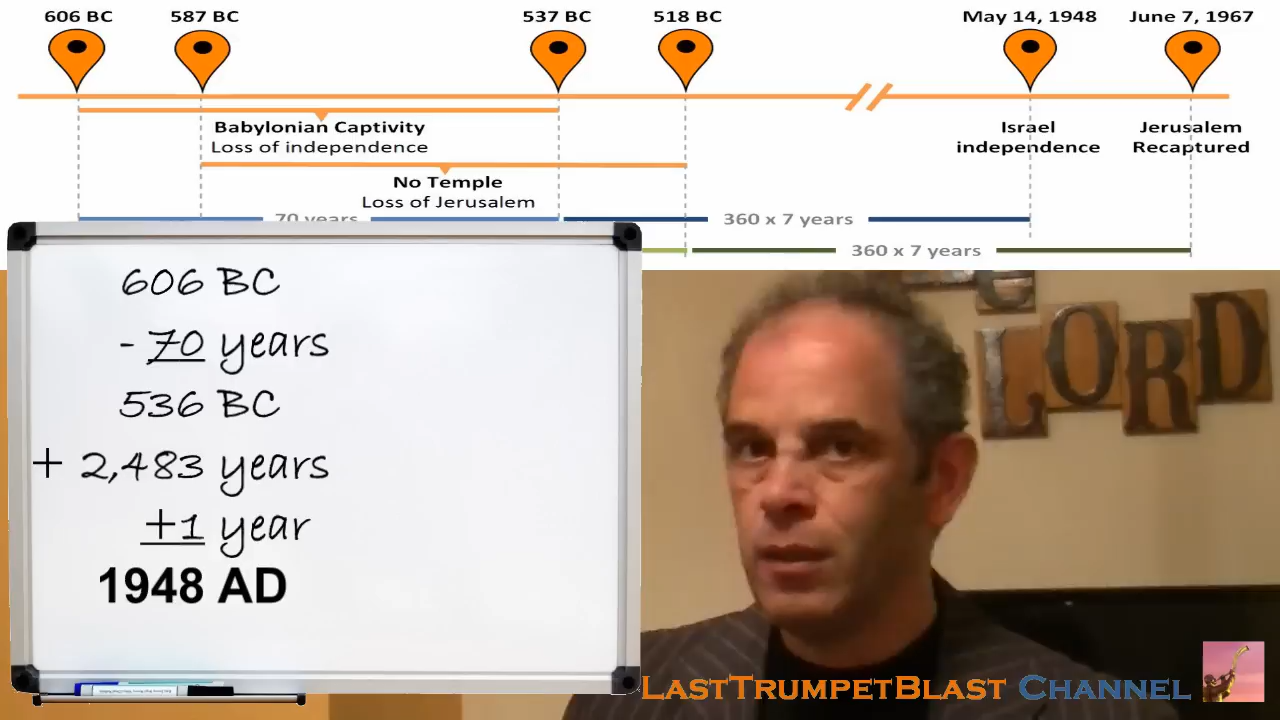 606 BC 587 BC 537 BC 518 BC May 14, 1948 June 7, 1967
Babylonian Captivity
Loss of independence
Israel
independence
Jerusalem
Recaptured
No Temple
Loss of Jerusalem
70 years 360 x 7 years
360 x 7 years
606 BC
- 70 years
536 BC
+ 2,483 years
+1 year
1948 AD
THE
LORD
LASTTRUMPETBLAST CHANNEL